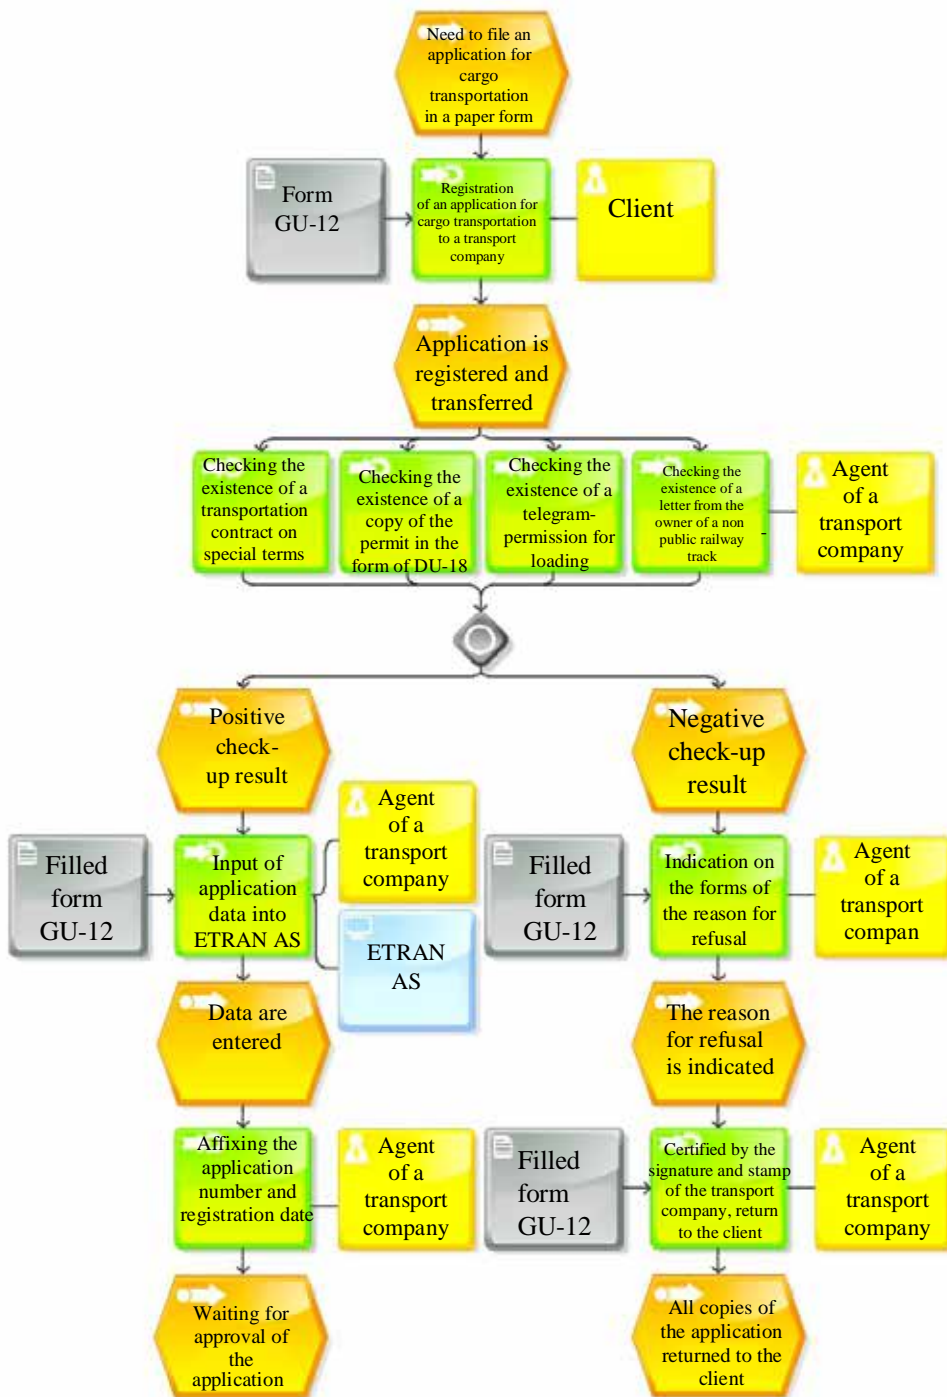 Need to file an
application for
cargo
transportation
in a paper form
Form
GU-12
Registration
of an application for
cargo transportation
to a transport
company
Client
Application is
registered and
transferred
Checking the
existence of a
transportation
contract on
special terms
Checking the
existence of a
copy of the
permit in the
form of DU-18
Checking the
existence of a
telegram-
permission for
loading
Checking the
existence of a
letter from the
owner of a non
public railway -
track
Agent
of a
transport
company
Positive
check-
up result
Negative
check-up
result
Filled
form
GU-12
Input of
application
data into
ETRAN AS
Agent
of a
transport
company
ETRAN
AS
Filled
form
GU-12
Indication on
the forms of
the reason for
refusal
Agent
of a
transport
compan
Data are
entered
The reason
for refusal
is indicated
Affixing the
application
number and
registration date
Agent
of a
transport
company
Filled
form
GU-12
Certified by the
signature and stamp
of the transport
company, return
to the client
Agent
of a
transport
company
Waiting for
approval of
the
application
All copies of
the application
returned to the
client